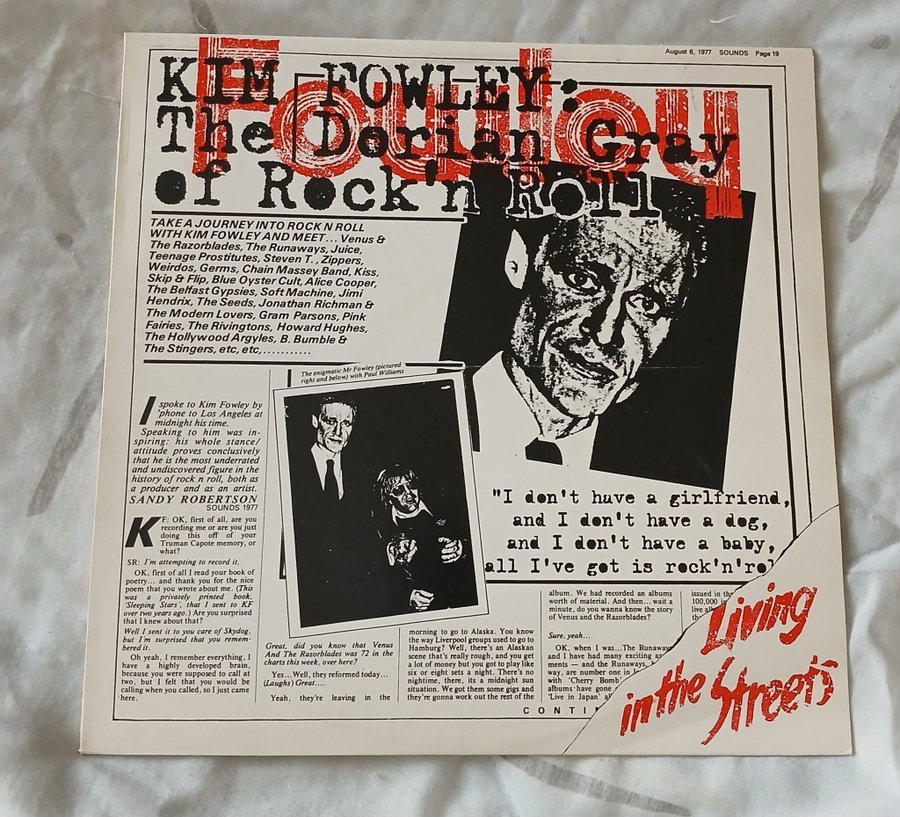 August 6, 1977 SOUNDS Page 19
Fowley
KIM FOWLEY:
The Dorian Gray
of Rock'n Roll
TAKE A JOURNEY INTO ROCK N ROLL
WITH KIM FOWLEY AND MEET... Venus &
The Razorblades, The Runaways, Juice,
Teenage Prostitutes, Steven T., Zippers,
Weirdos, Germs, Chain Massey Band, Kiss,
Skip & Flip, Blue Oyster Cult, Alice Cooper,
The Belfast Gypsies, Soft Machine, Jimi
Hendrix, The Seeds, Jonathan Richman &
The Modern Lovers, Gram Parsons, Pink
Fairies, The Rivingtons, Howard Hughes,
The Hollywood Argyles, B. Bumble &
The Stingers, etc, etc,...........
The enigmatic Mr Fowley (pictured
right and below) with Paul Williams
I spoke to Kim Fowley by
'phone to Los Angeles at
midnight his time.
Speaking to him was in-
spiring: his whole stance/
attitude proves conclusively
that he is the most underrated
and undiscovered figure in the
history of rock n roll, both as
a producer and as an artist.
SANDY ROBERTSON
SOUNDS 1977
KF: OK, first of all, are you
recording me or are you just
doing this off of your
Truman Capote memory, or
what?
SR: I'm attempting to record it.
OK, first of all I read your book of
poetry... and thank you for the nice
poem that you wrote about me. (This
was a privately printed book,
'Sleeping Stars', that I sent to KF
over two years ago.) Are you surprised
that I knew about that?
Well I sent it to you care of Skydog,
but I'm surprised that you remem-
bered it.
Oh yeah, I remember everything, I
have a highly developed brain,
because you were supposed to call at
two, but I felt that you would be
calling when you called, so I just came
here.
Great, did you know that Venus
And The Razorblades was 72 in the
charts this week, over here?
Yes...Well, they reformed today...
(Laughs) Great....
Yeah, they're leaving in the
morning to go to Alaska. You know
the way Liverpool groups used to go to
Hamburg? Well, there's an Alaskan
scene that's really rough, and you get
a lot of money but you got to play like
six or eight sets a night. There's no
nighttime, there, its a midnight sun
situation. We got them some gigs and
they're gonna work out the rest of the
"I don't have a girlfriend,
and I don't have a dog,
and I don't have a baby,
all I've got is rock'n'rol
album. We had recorded an albums
worth of material. And then... wait a
minute, do you wanna know the story
of Venus and the Razorblades?
Sure, yeah...
OK, when I was...The Runaway
and I have had many exciting
ments — and the Runaways,
way, are number one in
with 'Cherry Bomb'
albums have gone
'Live in Japan'
issued in
100,000
live
CONTIN
Living
in the Streets